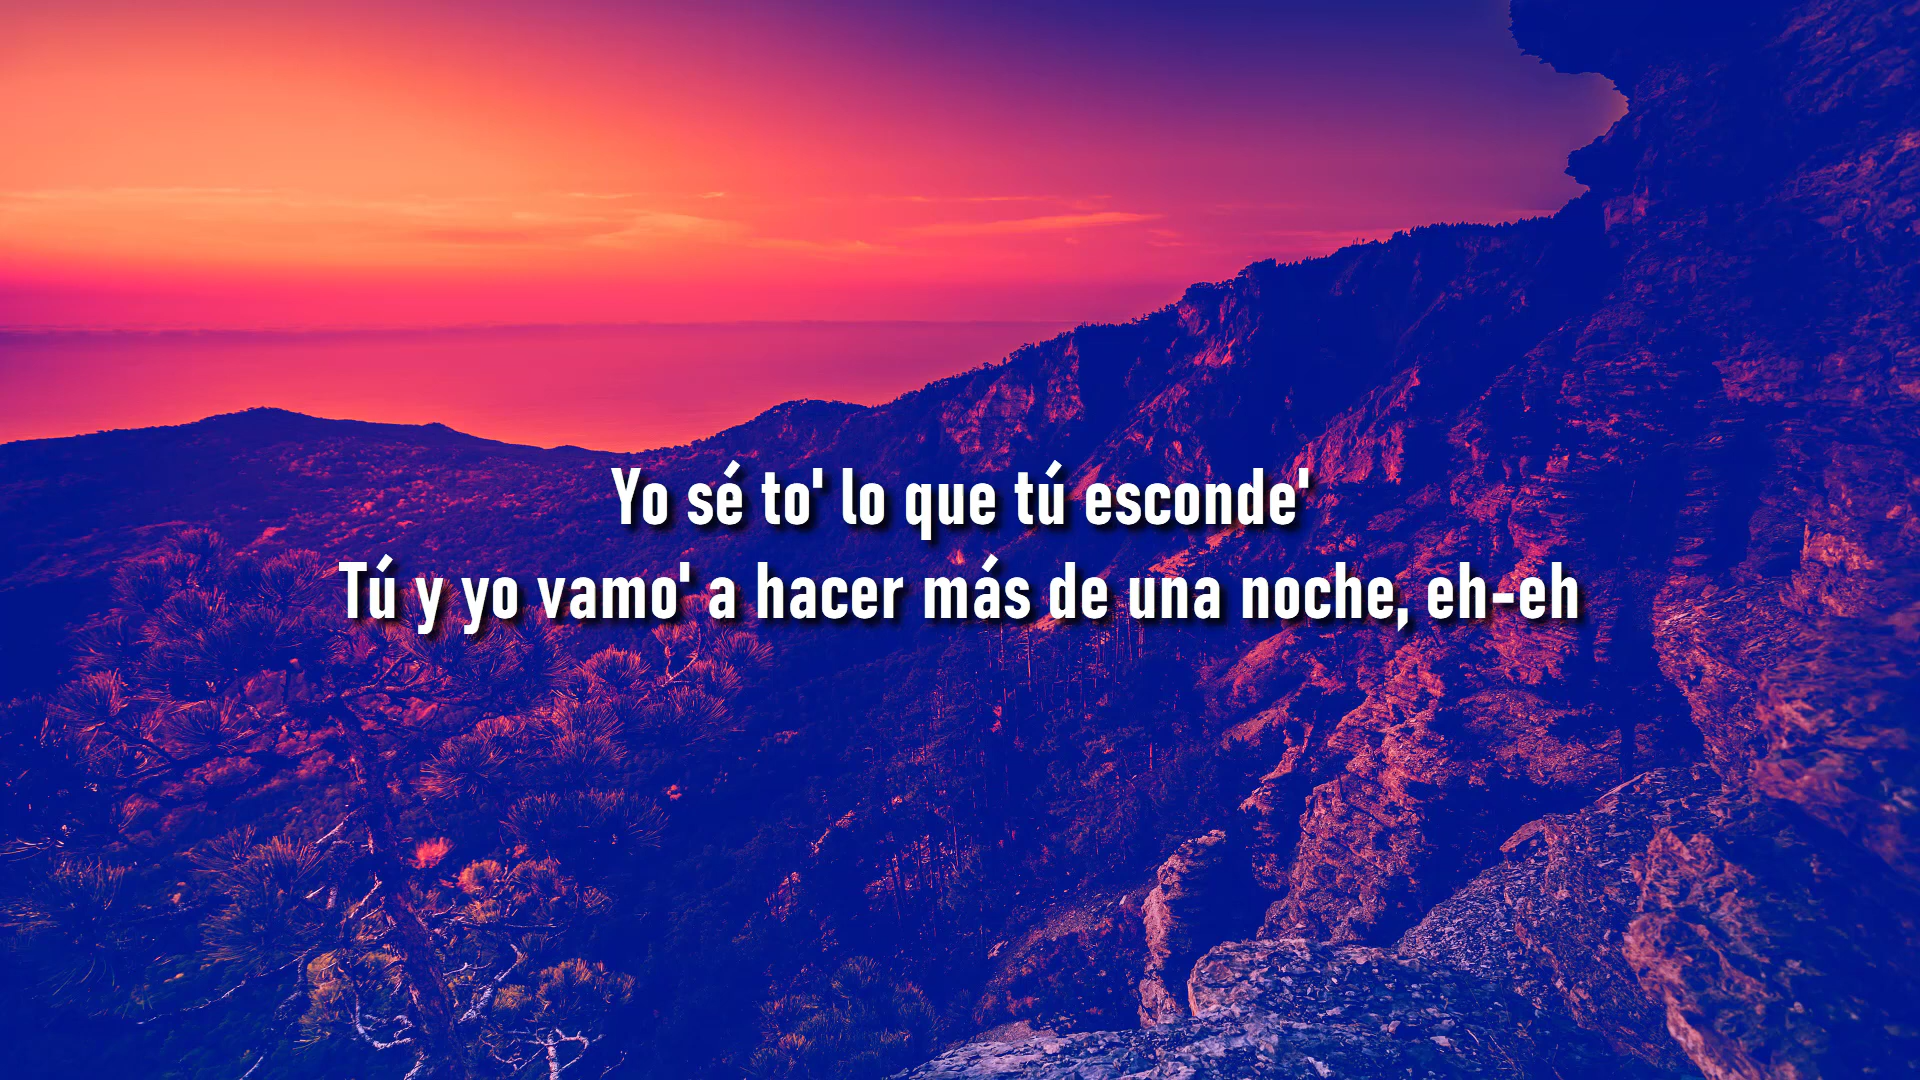 Yo sé to' lo que tú esconde'
Tú y yo vamo' a hacer más de una noche, eh-eh